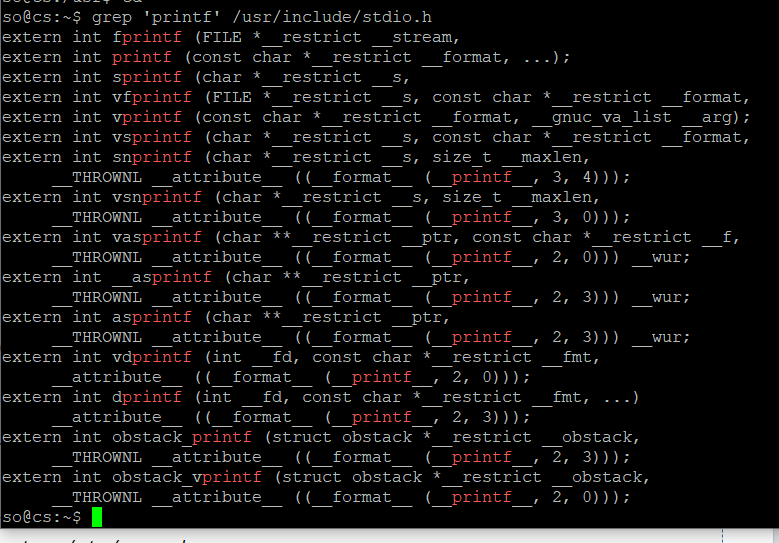 so@cs:~$ grep 'printf' /usr/include/stdio.h
extern int fprintf (FILE *__restrict __stream,
extern int printf (const char *__restrict __format, ...);
extern int sprintf (char *__restrict __s,
extern int vfprintf (FILE *__restrict __s, const char *__restrict __format,
extern int vprintf (const char *__restrict __format, __gnuc_va_list __arg);
extern int vsprintf (char *__restrict __s, const char *__restrict __format,
extern int snprintf (char *__restrict __s, size_t __maxlen,
     __THROWNL __attribute__ ((__format__ (__printf__, 3, 4)));
extern int vsnprintf (char *__restrict __s, size_t __maxlen,
     __THROWNL __attribute__ ((__format__ (__printf__, 3, 0)));
extern int vasprintf (char **__restrict __ptr, const char *__restrict __f,
     __THROWNL __attribute__ ((__format__ (__printf__, 2, 0))) __wur;
extern int __asprintf (char **__restrict __ptr,
     __THROWNL __attribute__ ((__format__ (__printf__, 2, 3))) __wur;
extern int asprintf (char **__restrict __ptr,
     __THROWNL __attribute__ ((__format__ (__printf__, 2, 3))) __wur;
extern int vdprintf (int __fd, const char *__restrict __fmt,
     __attribute__ ((__format__ (__printf__, 2, 0)));
extern int dprintf (int __fd, const char *__restrict __fmt, ...)
     __attribute__ ((__format__ (__printf__, 2, 3)));
extern int obstack_printf (struct obstack *__restrict __obstack,
     __THROWNL __attribute__ ((__format__ (__printf__, 2, 3)));
extern int obstack_vprintf (struct obstack *__restrict __obstack,
     __THROWNL __attribute__ ((__format__ (__printf__, 2, 0)));
so@cs:~$